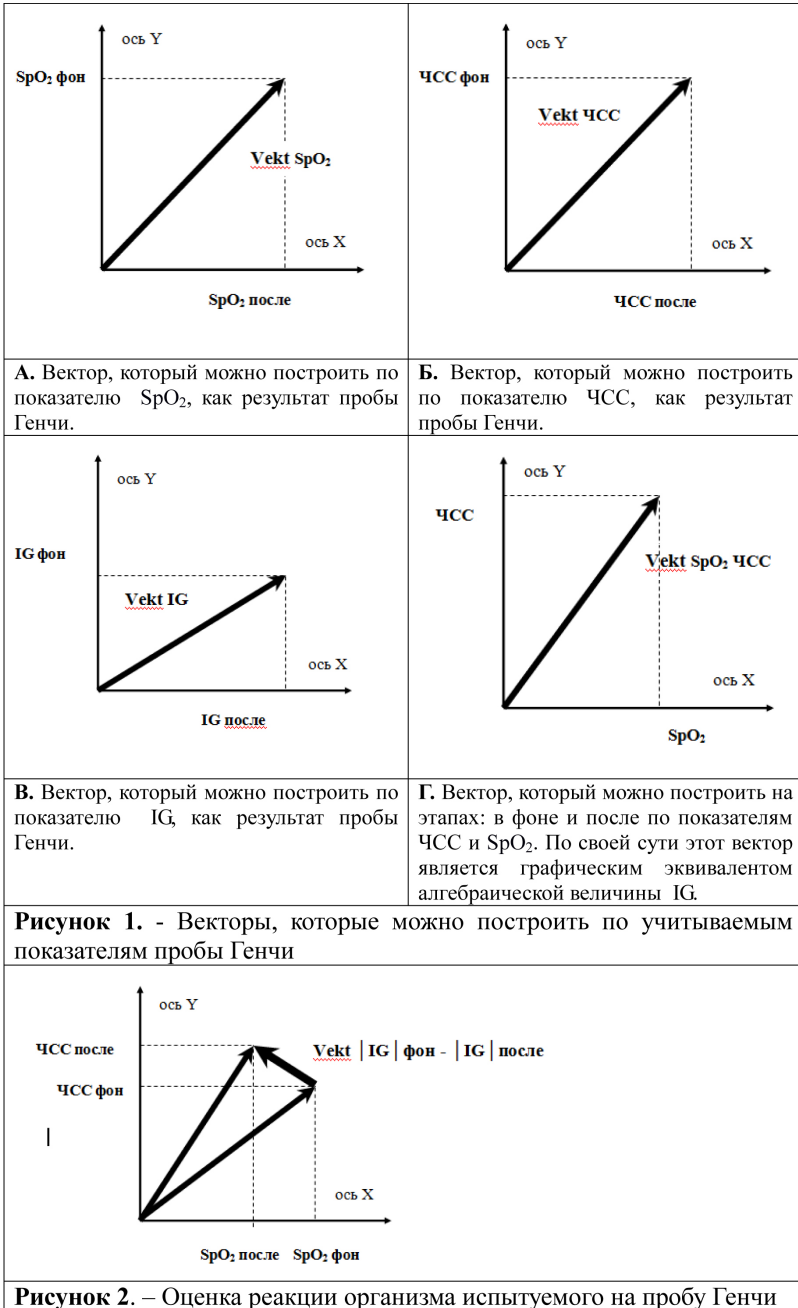 ось Y
SpO₂ фон
Vekt SpO₂
ось X
SpO₂ после
ось Y
ЧСС фон
Vekt ЧСС
ось X
ЧСС после
А. Вектор, который можно построить по
показателю SpO₂, как результат пробы
Генчи.
Б. Вектор, который можно построить
по показателю ЧСС, как результат
пробы Генчи.
ось Y
IG фон
Vekt IG
ось X
IG после
ось Y
ЧСС
Vekt SpO₂ ЧСС
ось X
SpO₂
В. Вектор, который можно построить по
показателю IG, как результат пробы
Генчи.
Г. Вектор, который можно построить на
этапах: в фоне и после по показателям
ЧСС и SpO₂. По своей сути этот вектор
является графическим эквивалентом
алгебраической величины IG.
Рисунок 1. - Векторы, которые можно построить по учитываемым
показателям пробы Генчи
ось Y
ЧСС после
Vekt |IG| фон - |IG| после
ЧСС фон
ось X
SpO₂ после SpO₂ фон
Рисунок 2. – Оценка реакции организма испытуемого на пробу Генчи